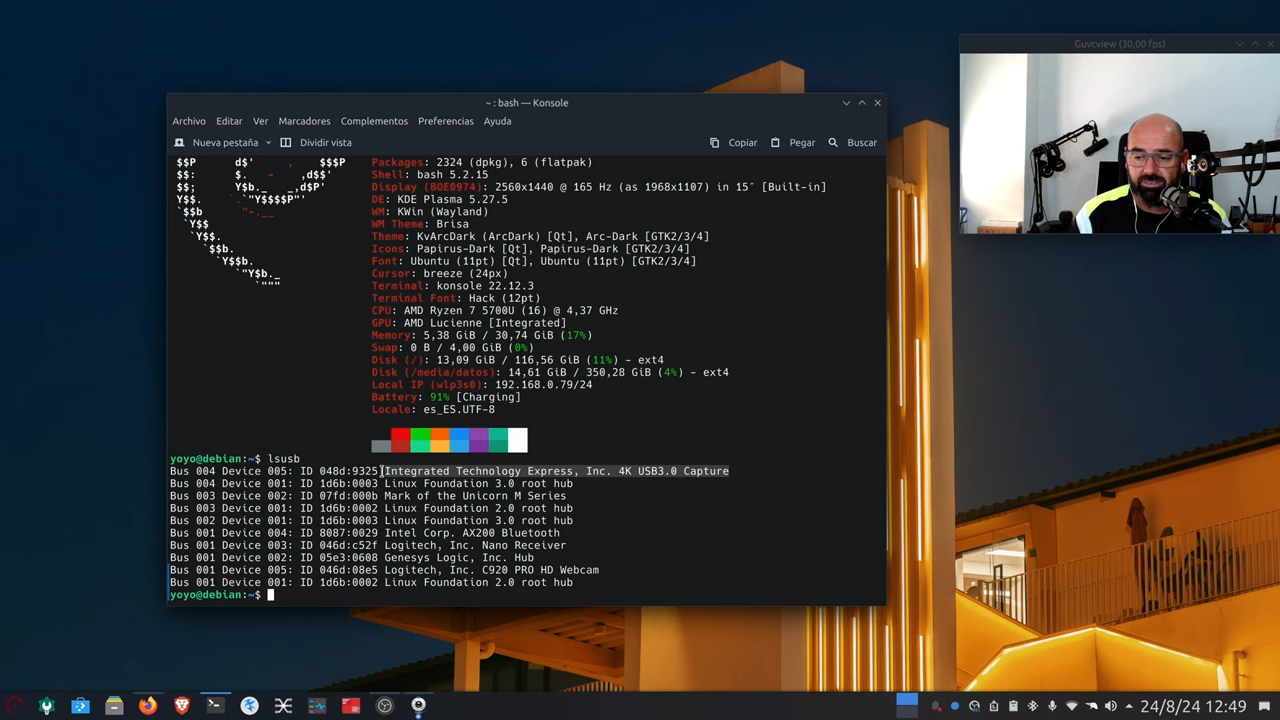 Guvcview (30,00 fps)
~ : bash — Konsole
Archivo Editar Ver Marcadores Complementos Preferencias Ayuda
Nueva pestaña Dividir vista Copiar Pegar Buscar
Packages: 2324 (dpkg), 6 (flatpak)
Shell: bash 5.2.15
Display (BOE0974): 2560x1440 @ 165 Hz (as 1968x1107) in 15″ [Built-in]
DE: KDE Plasma 5.27.5
WM: KWin (Wayland)
WM Theme: Brisa
Theme: KvArcDark (ArcDark) [Qt], Arc-Dark [GTK2/3/4]
Icons: Papirus-Dark [Qt], Papirus-Dark [GTK2/3/4]
Font: Ubuntu (11pt) [Qt], Ubuntu (11pt) [GTK2/3/4]
Cursor: breeze (24px)
Terminal: konsole 22.12.3
Terminal Font: Hack (12pt)
CPU: AMD Ryzen 7 5700U (16) @ 4,37 GHz
GPU: AMD Lucienne [Integrated]
Memory: 5,38 GiB / 30,74 GiB (17%)
Swap: 0 B / 4,00 GiB (0%)
Disk (/): 13,09 GiB / 116,56 GiB (11%) - ext4
Disk (/media/datos): 14,61 GiB / 350,28 GiB (4%) - ext4
Local IP (wlp3s0): 192.168.0.79/24
Battery: 91% [Charging]
Locale: es_ES.UTF-8
yoyo@debian:~$ lsusb
Bus 004 Device 005: ID 048d:9325 Integrated Technology Express, Inc. 4K USB3.0 Capture
Bus 004 Device 001: ID 1d6b:0003 Linux Foundation 3.0 root hub
Bus 003 Device 002: ID 07fd:000b Mark of the Unicorn M Series
Bus 003 Device 001: ID 1d6b:0002 Linux Foundation 2.0 root hub
Bus 002 Device 001: ID 1d6b:0003 Linux Foundation 3.0 root hub
Bus 001 Device 004: ID 8087:0029 Intel Corp. AX200 Bluetooth
Bus 001 Device 003: ID 046d:c52f Logitech, Inc. Nano Receiver
Bus 001 Device 002: ID 05e3:0608 Genesys Logic, Inc. Hub
Bus 001 Device 005: ID 046d:08e5 Logitech, Inc. C920 PRO HD Webcam
Bus 001 Device 001: ID 1d6b:0002 Linux Foundation 2.0 root hub
yoyo@debian:~$
24/8/24 12:49